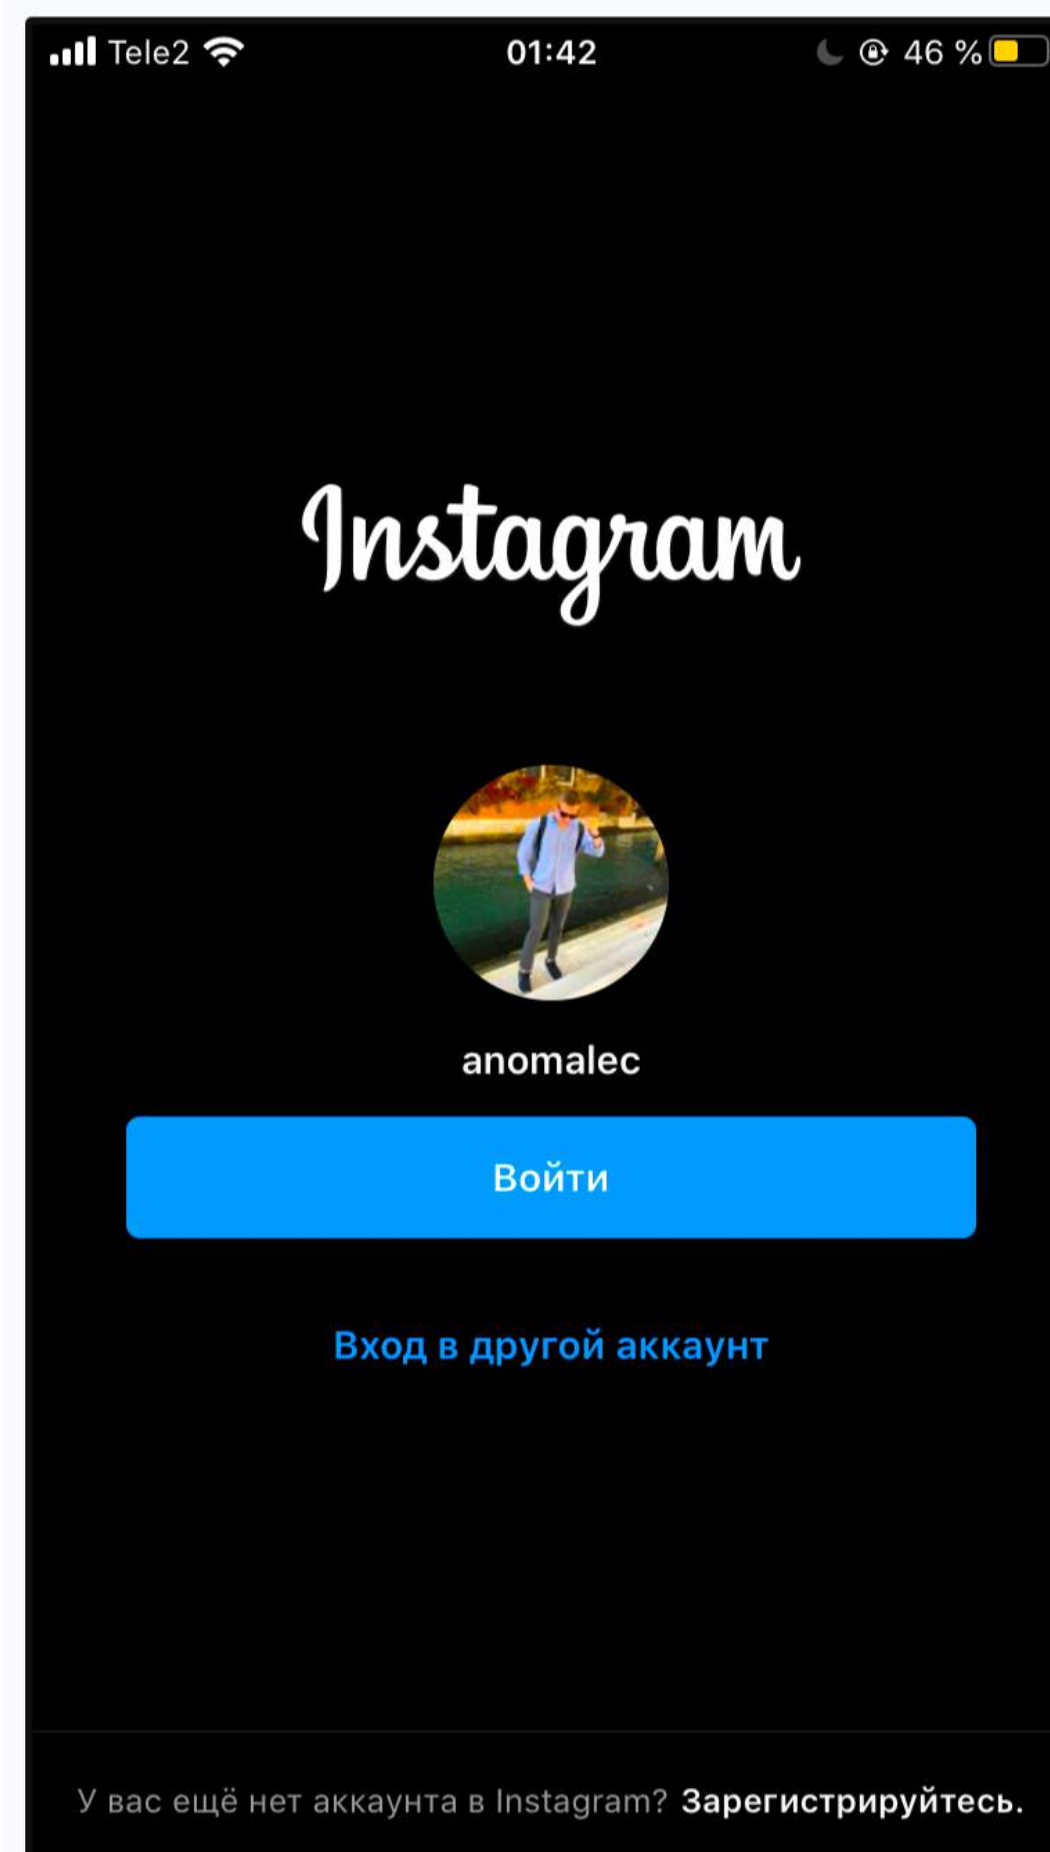 Tele2 01:42 46 %
Instagram
anomalec
Войти
Вход в другой аккаунт
У вас ещё нет аккаунта в Instagram? Зарегистрируйтесь.